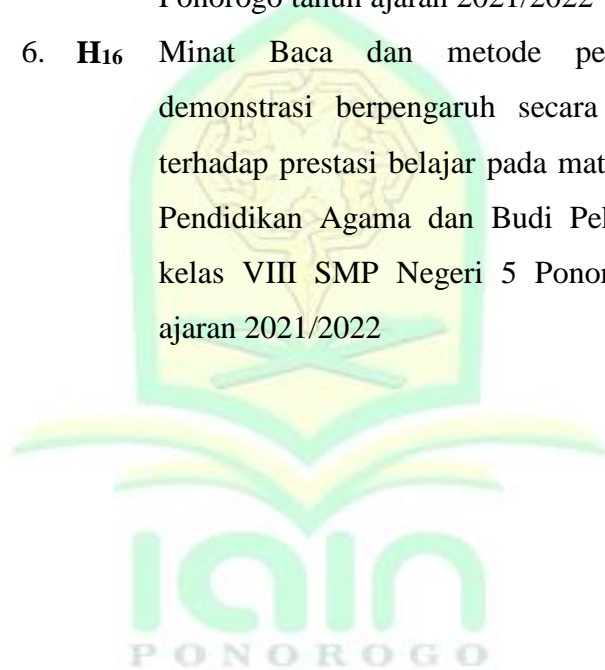 Ponorogo tahun ajaran 2021/2022
6. H16 Minat Baca dan metode
demonstrasi berpengaruh secara
terhadap prestasi belajar pada
Pendidikan Agama dan Budi
kelas VIII SMP Negeri 5
ajaran 2021/2022
iain
PONOROGO